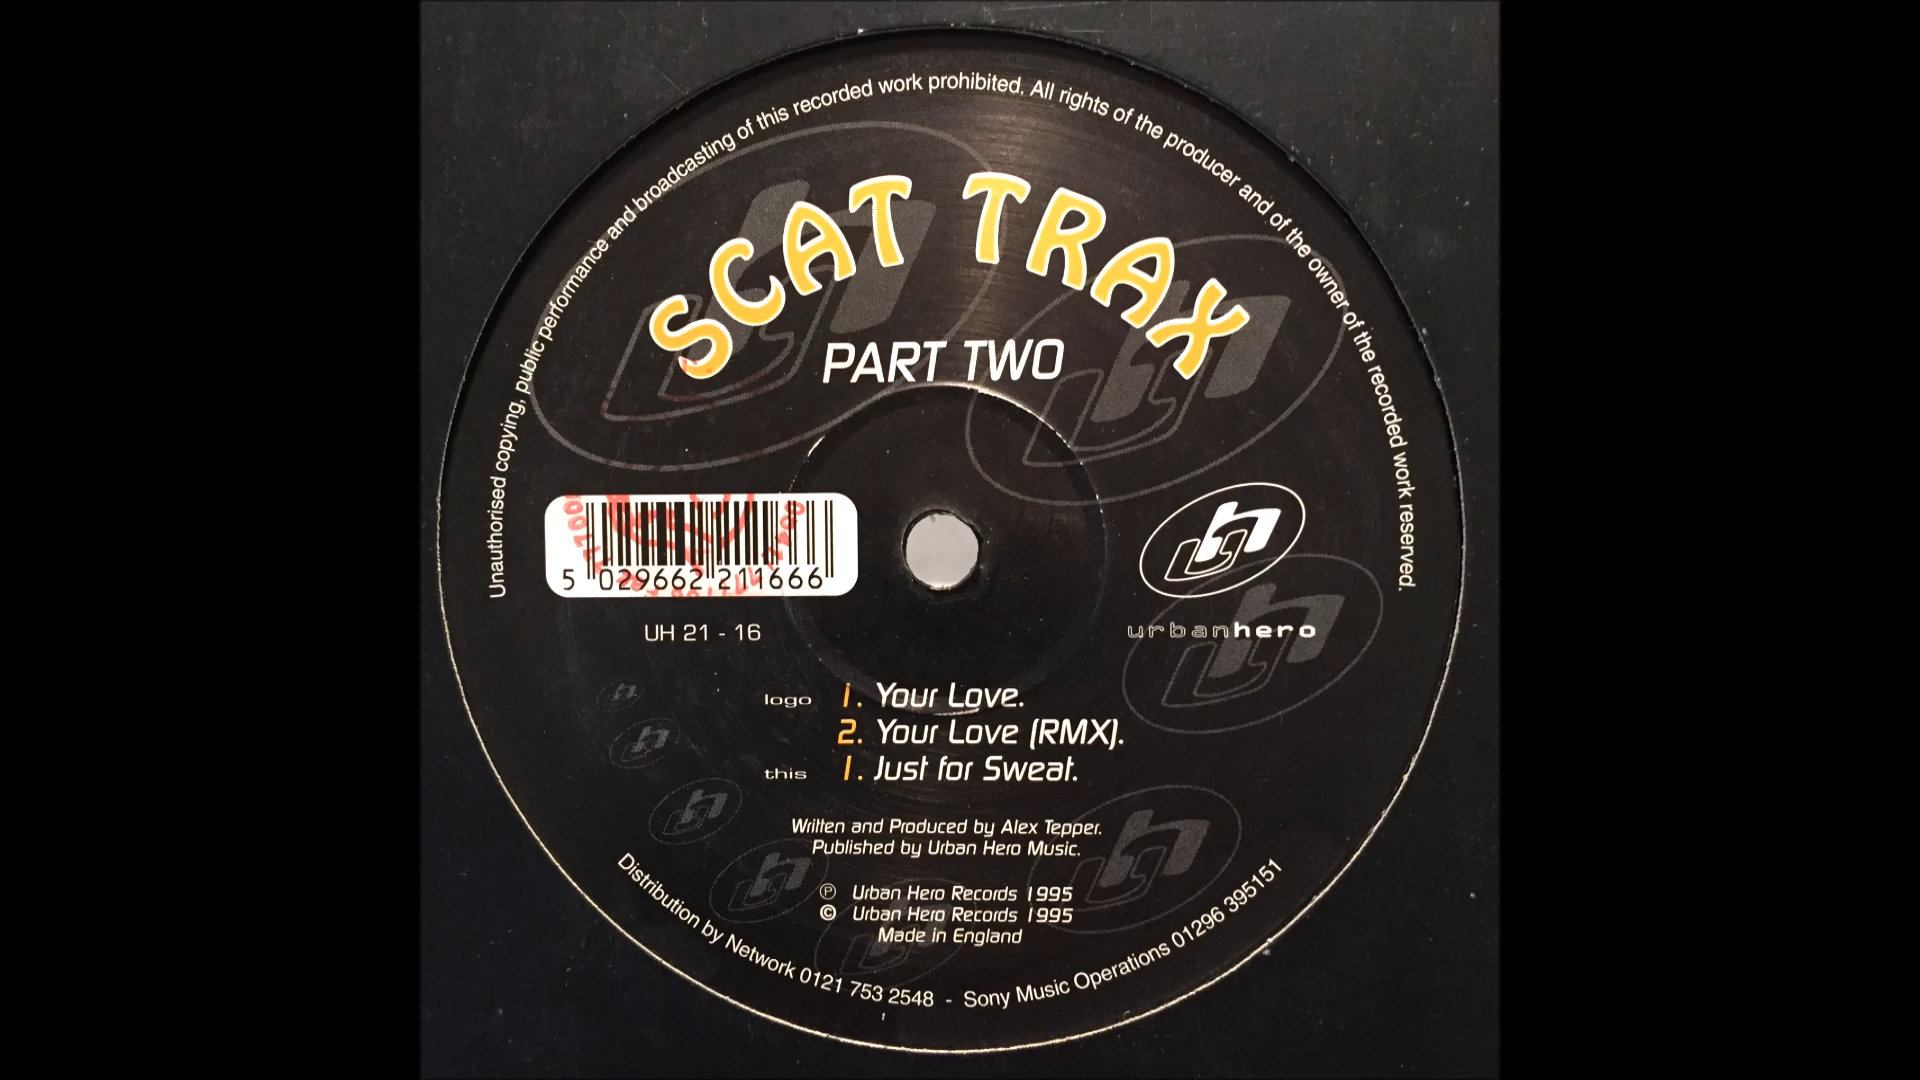 Unauthorised copying, public performance and broadcasting of this recorded work prohibited. All rights of the producer and of the owner of the recorded work reserved.
SCAT TRAX
PART TWO
5 029662 211666
UH 21 - 16
urbanhero
logo 1. Your Love.
2. Your Love (RMX).
this 1. Just for Sweat.
Written and Produced by Alex Tepper.
Published by Urban Hero Music.
℗ Urban Hero Records 1995
© Urban Hero Records 1995
Made in England
Distribution by Network 0121 753 2548 - Sony Music Operations 01296 395151